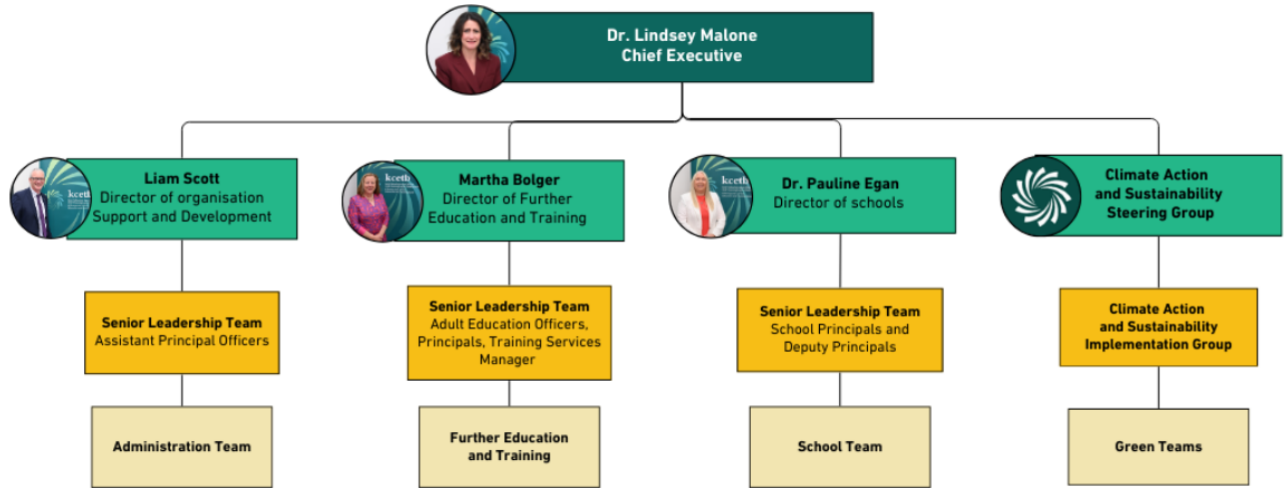 Dr. Lindsey Malone
Chief Executive
Liam Scott
Director of organisation
Support and Development
kcetb
Martha Bolger
Director of Further
Education and Training
kcetb
Dr. Pauline Egan
Director of schools
kcetb
Climate Action
and Sustainability
Steering Group
Senior Leadership Team
Assistant Principal Officers
Senior Leadership Team
Adult Education Officers,
Principals, Training Services
Manager
Senior Leadership Team
School Principals and
Deputy Principals
Climate Action
and Sustainability
Implementation Group
Administration Team
Further Education
and Training
School Team
Green Teams